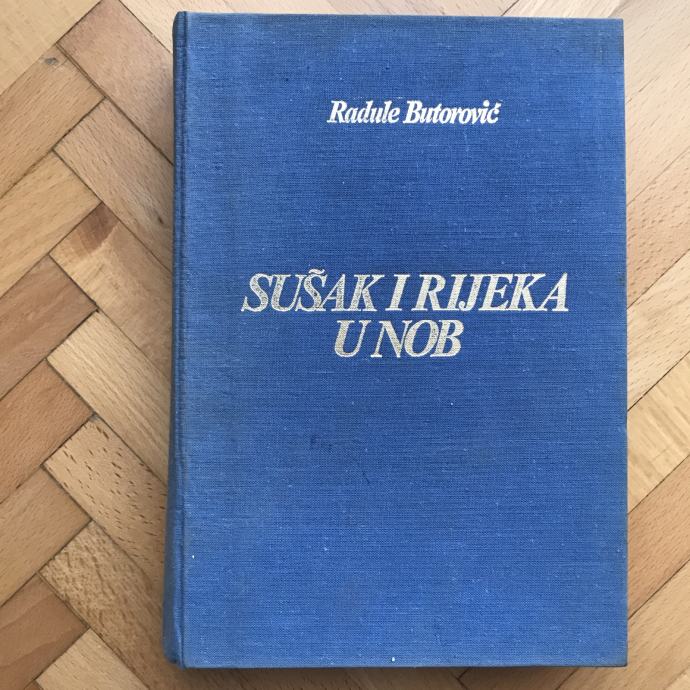 Radule Butorović
SUŠAK I RIJEKA
U NOB